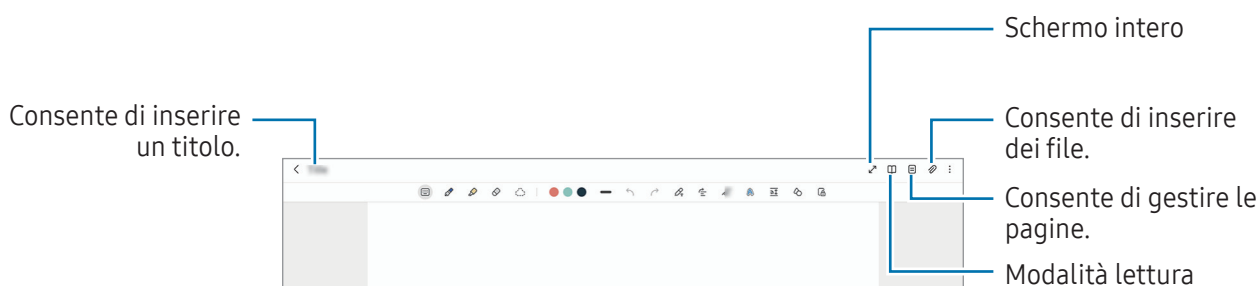 Schermo intero
Consente di inserire
un titolo.
Consente di inserire
dei file.
Consente di gestire le
pagine.
Modalità lettura